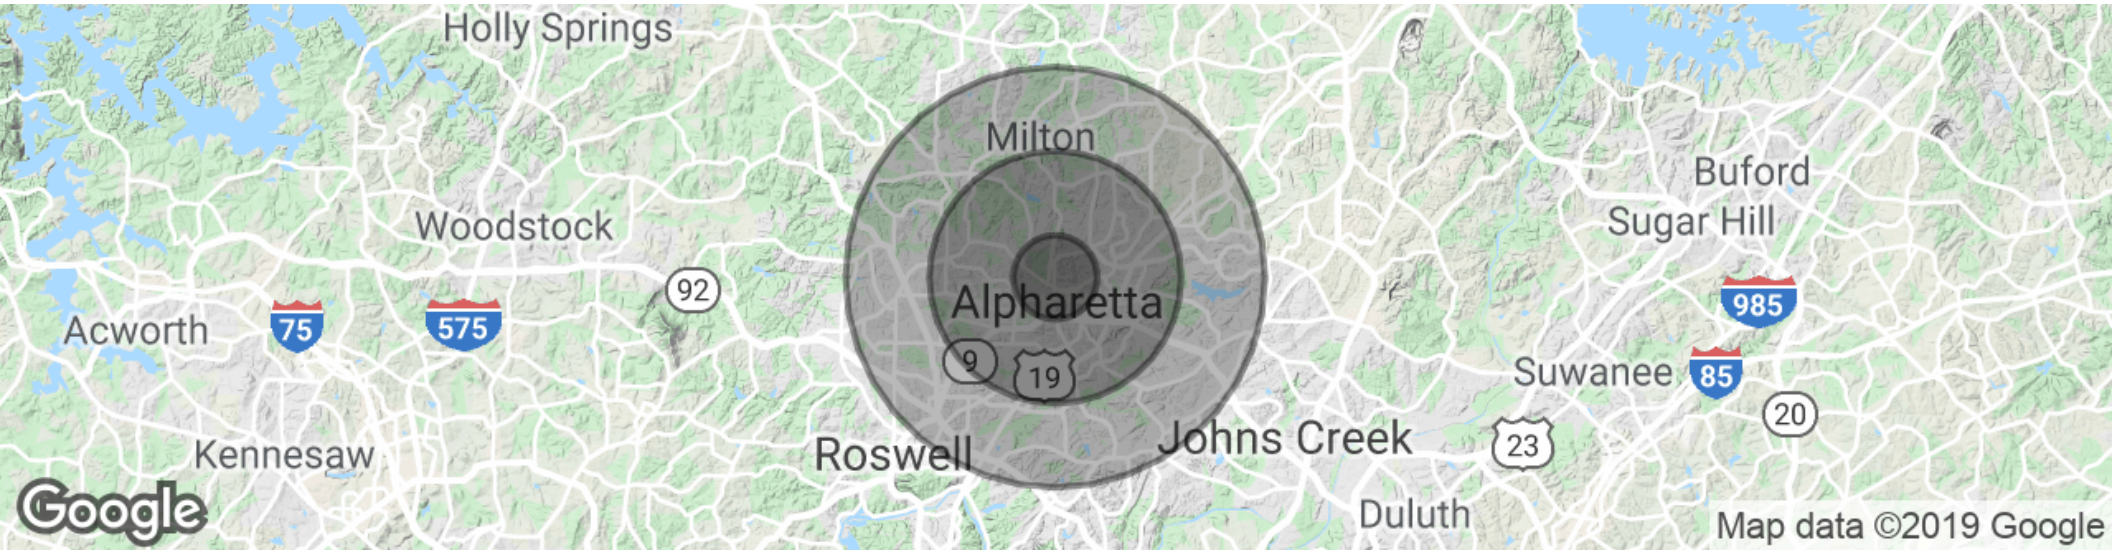 Holly Springs
Milton
Buford
Woodstock
Sugar Hill
92
Alpharetta
985
Acworth
75
575
9
19
Suwanee
85
20
Kennesaw
Roswell
Johns Creek
23
Google
Duluth
Map data ©2019 Google